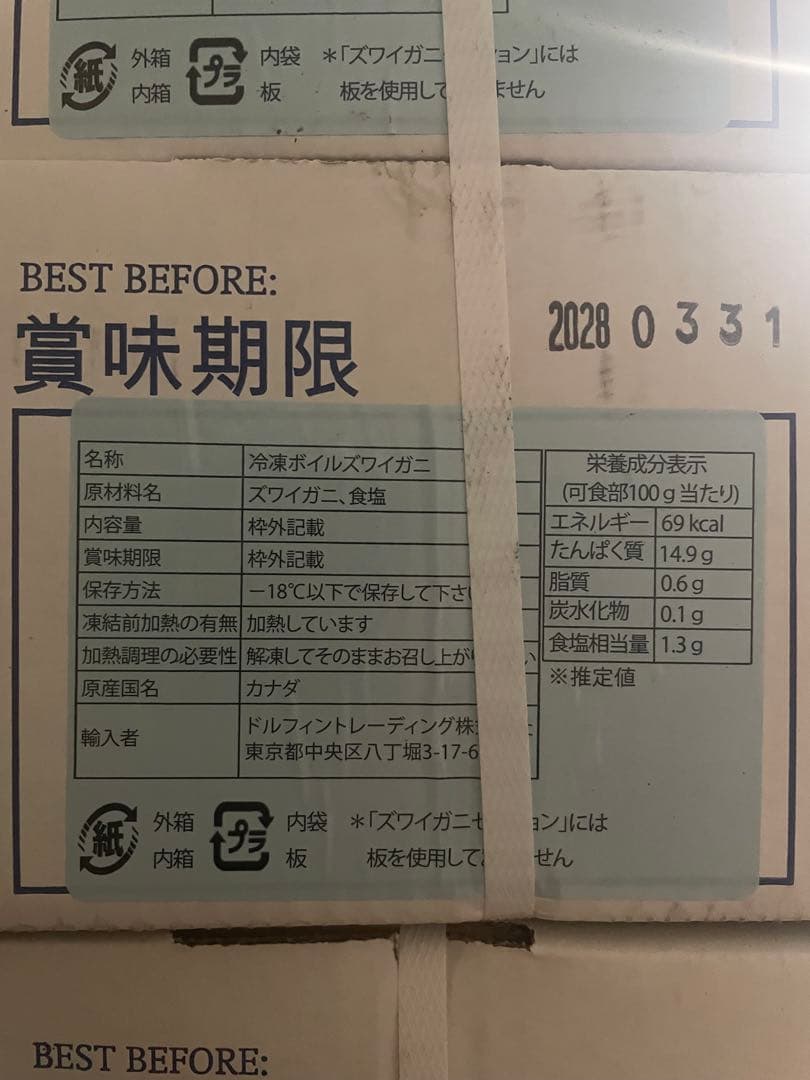 紙 外箱 プラ 内袋 ＊「ズワイガニセ ョン」には
内箱 板 板を使用して ません
BEST BEFORE:
2028 0 3 3 1
賞味期限
名称 冷凍ボイルズワイガニ
原材料名 ズワイガニ、食塩
内容量 枠外記載
賞味期限 枠外記載
保存方法 −18℃以下で保存して下さ
凍結前加熱の有無 加熱しています
加熱調理の必要性 解凍してそのままお召し上がり い
原産国名 カナダ
輸入者 ドルフィントレーディング株
東京都中央区八丁堀3-17-6
栄養成分表示
(可食部100g当たり)
エネルギー 69 kcal
たんぱく質 14.9 g
脂質 0.6 g
炭水化物 0.1 g
食塩相当量 1.3 g
※推定値
紙 外箱 プラ 内袋 ＊「ズワイガニセ ョン」には
内箱 板 板を使用して せん
BEST BEFORE: